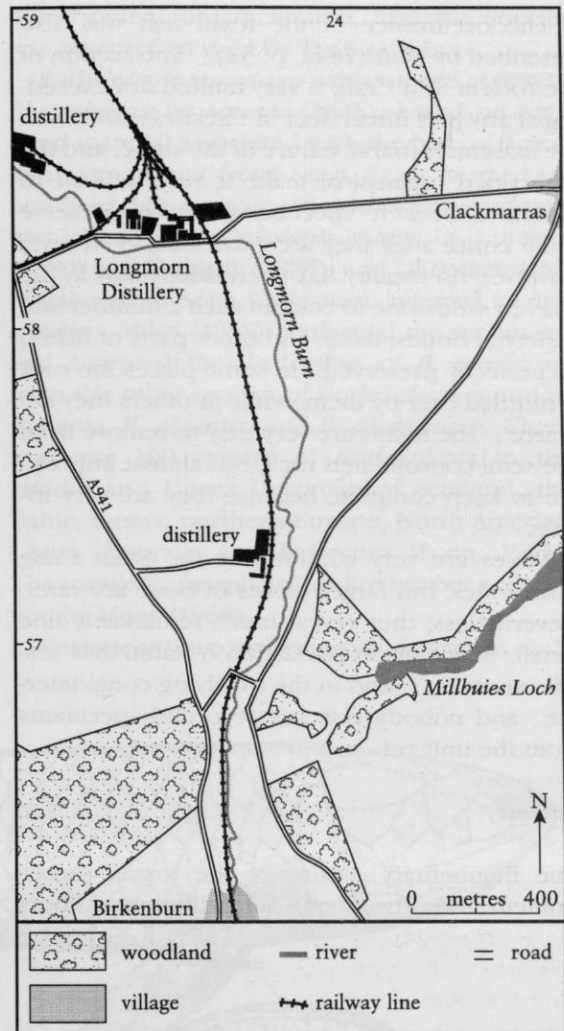 59
24
distillery
Clackmarras
Longmorn
Distillery
Longmorn Burn
58
A941
distillery
57
Millbuies Loch
N
0 metres 400
Birkenburn
woodland
river
road
village
railway line